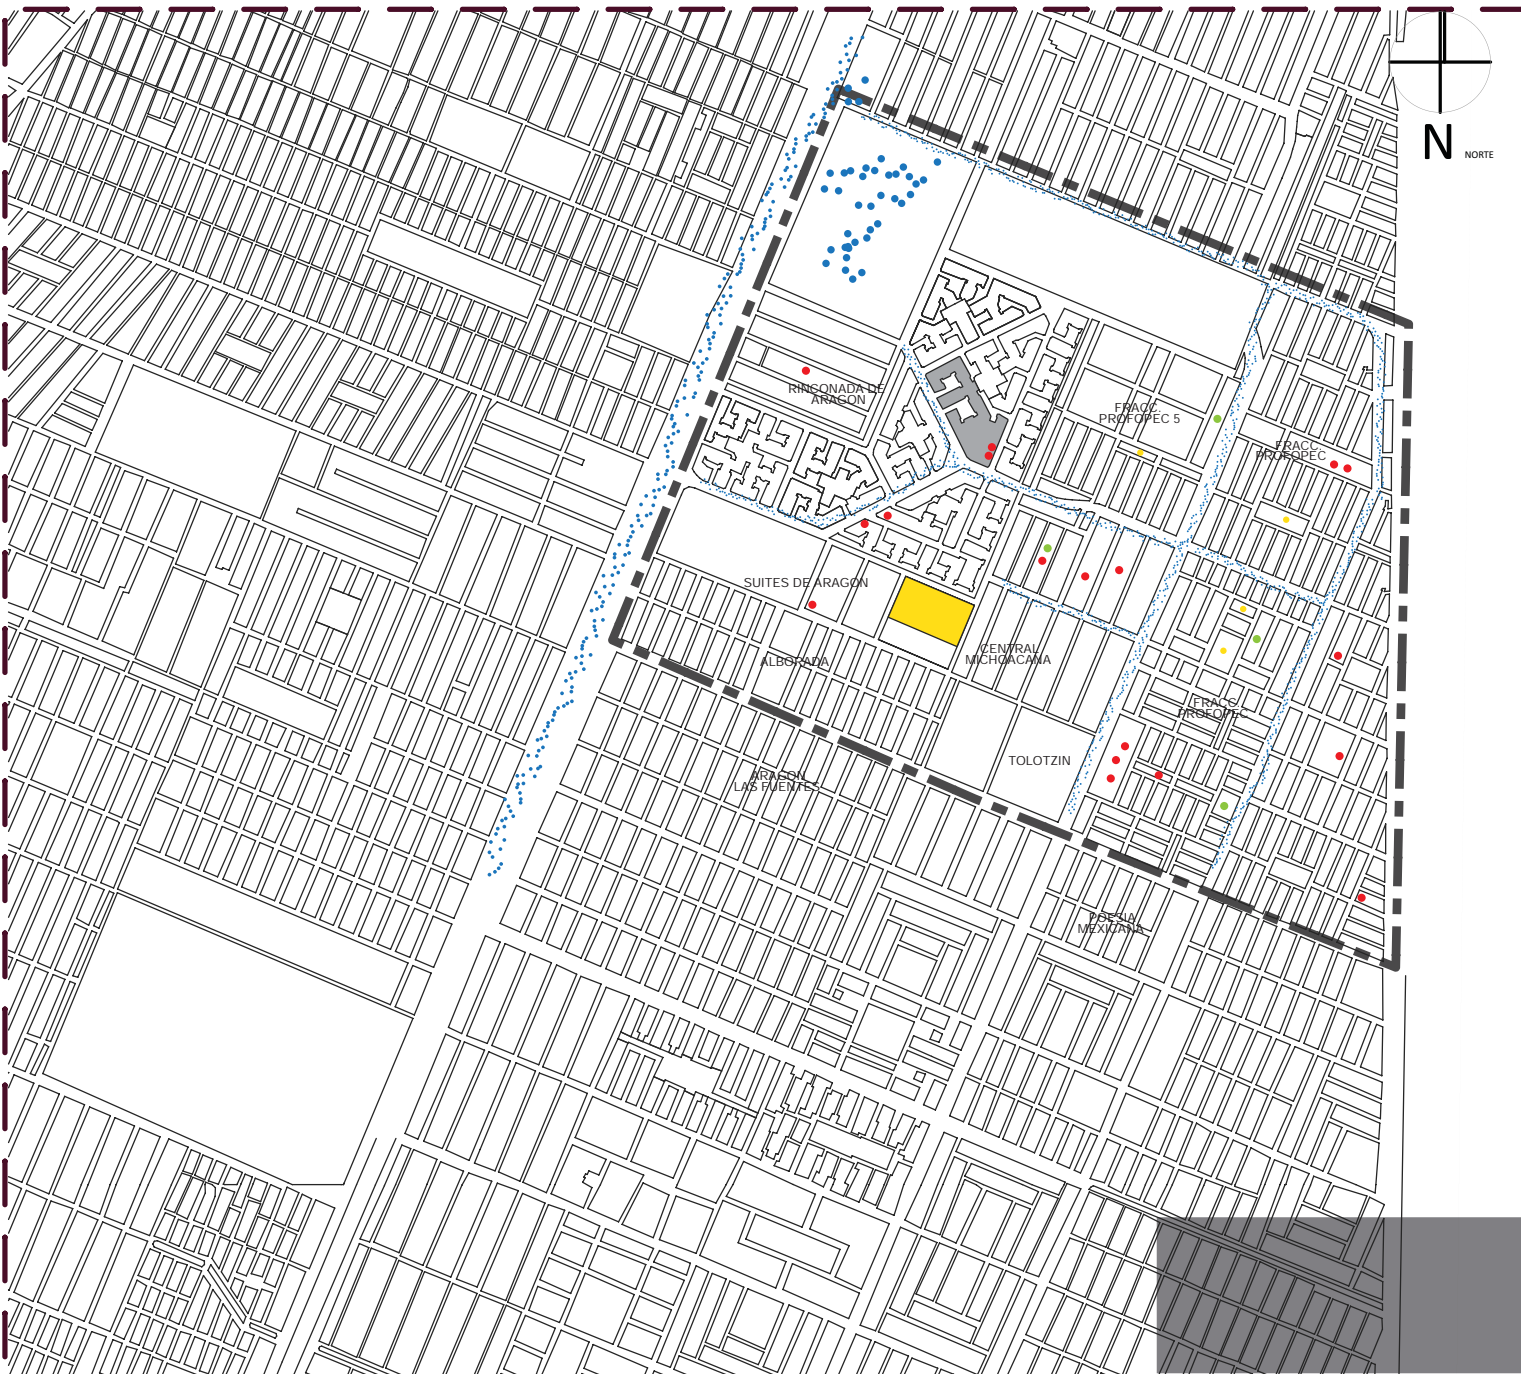 N
NORTE
RINCONADA DE
ARAGON
FRACC.
PROFOPEC 5
FRACC.
PROFOPEC
SUITES DE ARAGON
CENTRAL
MICHOACANA
ALBORADA
FRACC.
PROFOPEC
TOLOTZIN
ARAGON
LAS FUENTES
POESIA
MEXICANA